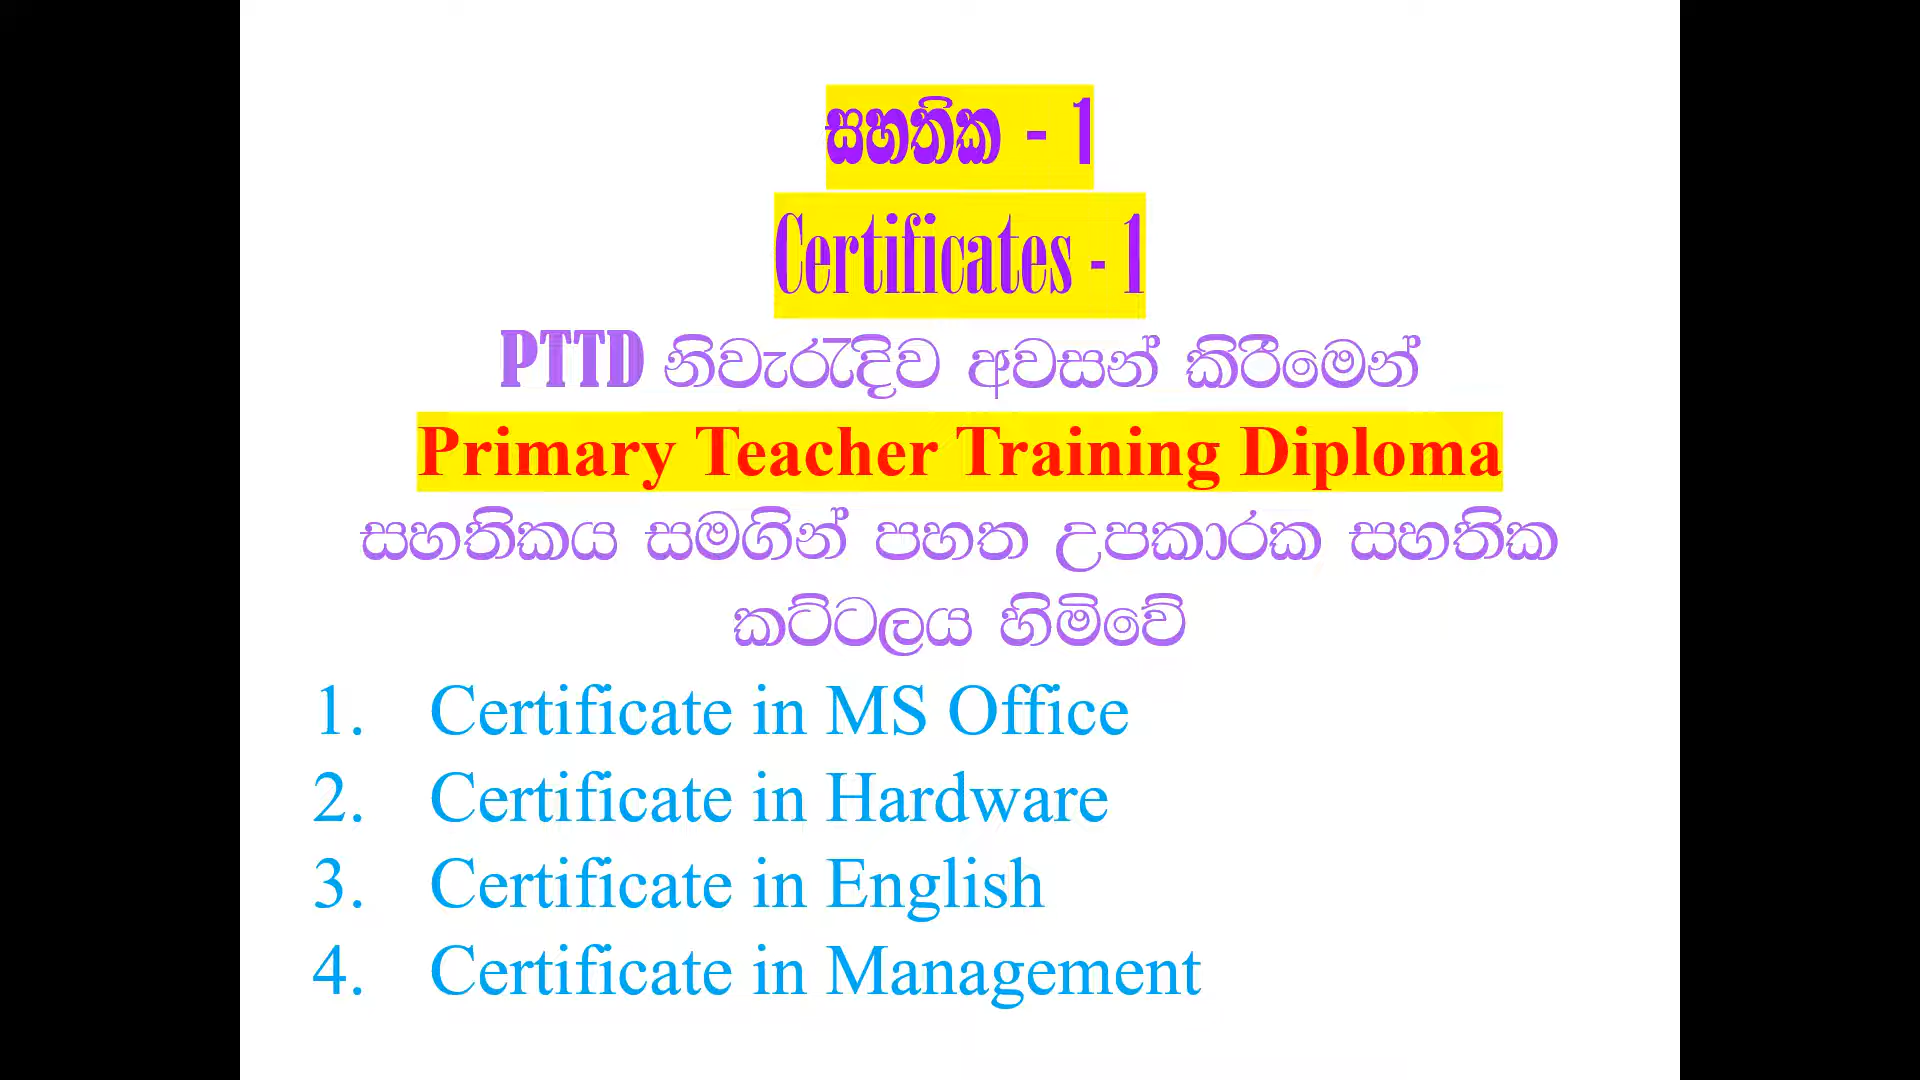 සහතික - 1
Certificates - 1
PTTD නිවැරැදිව අවසන් කිරීමෙන්
Primary Teacher Training Diploma
සහතිකය සමගින් පහත උපකාරක සහතික
කට්ටලය හිමිවේ
1. Certificate in MS Office
2. Certificate in Hardware
3. Certificate in English
4. Certificate in Management